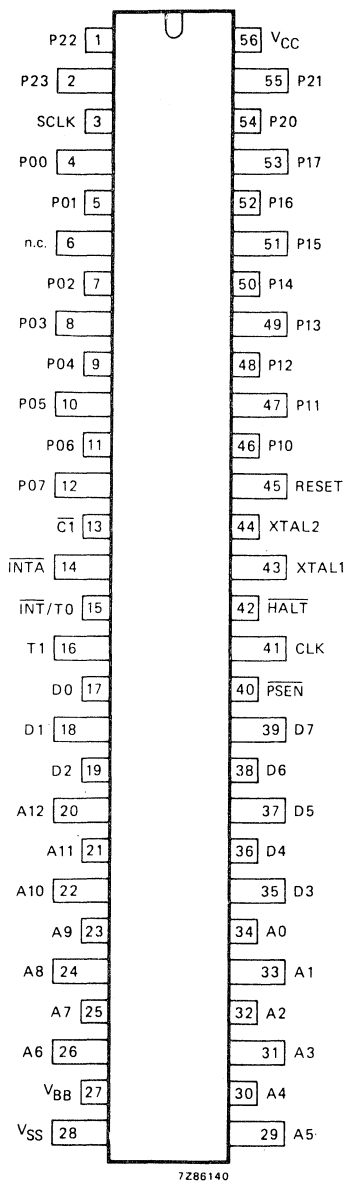 P22 1 56 VCC
P23 2 55 P21
SCLK 3 54 P20
P00 4 53 P17
P01 5 52 P16
n.c. 6 51 P15
P02 7 50 P14
P03 8 49 P13
P04 9 48 P12
P05 10 47 P11
P06 11 46 P10
P07 12 45 RESET
C̅1̅ 13 44 XTAL2
I̅N̅T̅A̅ 14 43 XTAL1
I̅N̅T̅/T0 15 42 H̅A̅L̅T̅
T1 16 41 CLK
D0 17 40 P̅S̅E̅N̅
D1 18 39 D7
D2 19 38 D6
A12 20 37 D5
A11 21 36 D4
A10 22 35 D3
A9 23 34 A0
A8 24 33 A1
A7 25 32 A2
A6 26 31 A3
VBB 27 30 A4
VSS 28 29 A5
7Z86140